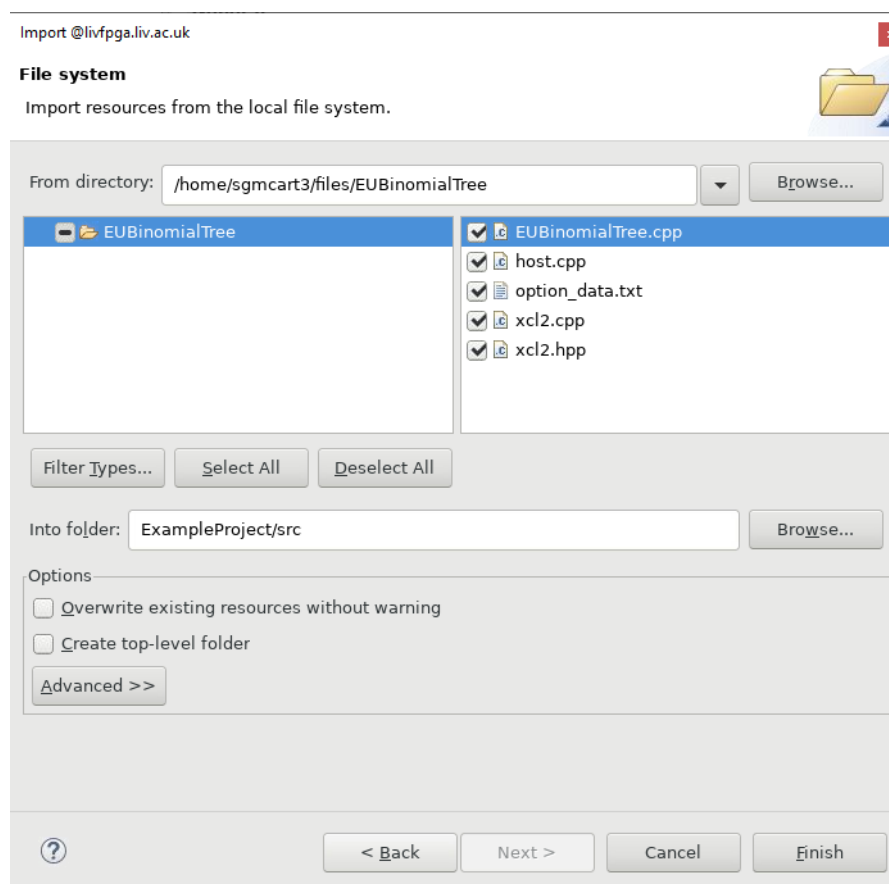 Import @livfpga.liv.ac.uk
File system
Import resources from the local file system.
From directory: /home/sgmcart3/files/EUBinomialTree Browse...
EUBinomialTree
EUBinomialTree.cpp
host.cpp
option_data.txt
xcl2.cpp
xcl2.hpp
Filter Types... Select All Deselect All
Into folder: ExampleProject/src Browse...
Options
Overwrite existing resources without warning
Create top-level folder
Advanced >>
? < Back Next > Cancel Finish